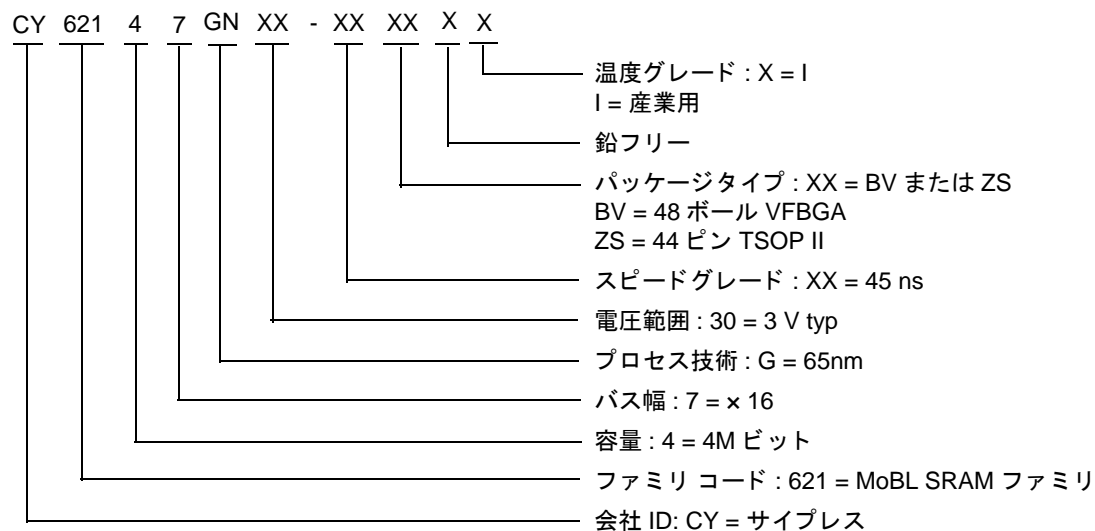 CY 621 4 7 GN XX - XX XX X X
温度グレード : X = I
I = 産業用
鉛フリー
パッケージタイプ : XX = BV または ZS
BV = 48 ボール VFBGA
ZS = 44 ピン TSOP II
スピードグレード : XX = 45 ns
電圧範囲 : 30 = 3 V typ
プロセス技術 : G = 65nm
バス幅 : 7 = × 16
容量 : 4 = 4M ビット
ファミリ コード : 621 = MoBL SRAM ファミリ
会社 ID: CY = サイプレス